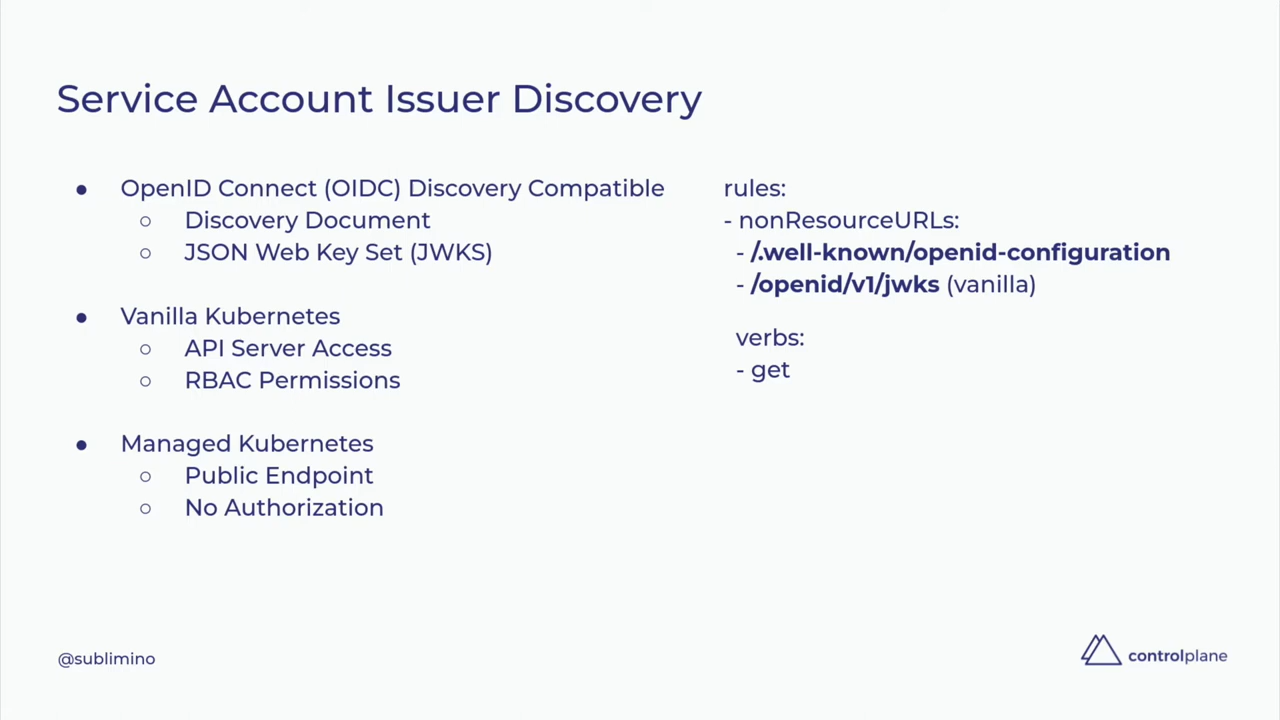 Service Account Issuer Discovery
● OpenID Connect (OIDC) Discovery Compatible
○ Discovery Document
○ JSON Web Key Set (JWKS)
● Vanilla Kubernetes
○ API Server Access
○ RBAC Permissions
● Managed Kubernetes
○ Public Endpoint
○ No Authorization
rules:
- nonResourceURLs:
- /.well-known/openid-configuration
- /openid/v1/jwks (vanilla)
verbs:
- get
@sublimino
controlplane